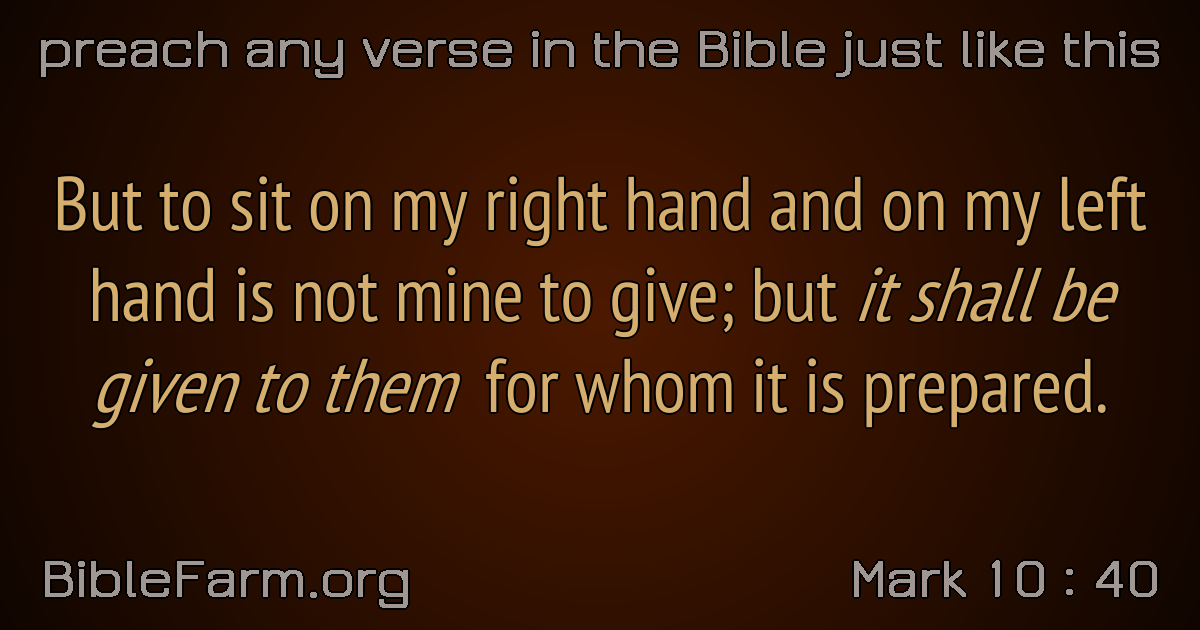 preach any verse in the Bible just like this
But to sit on my right hand and on my left
hand is not mine to give; but it shall be
given to them for whom it is prepared.
BibleFarm.org
Mark 10 : 40